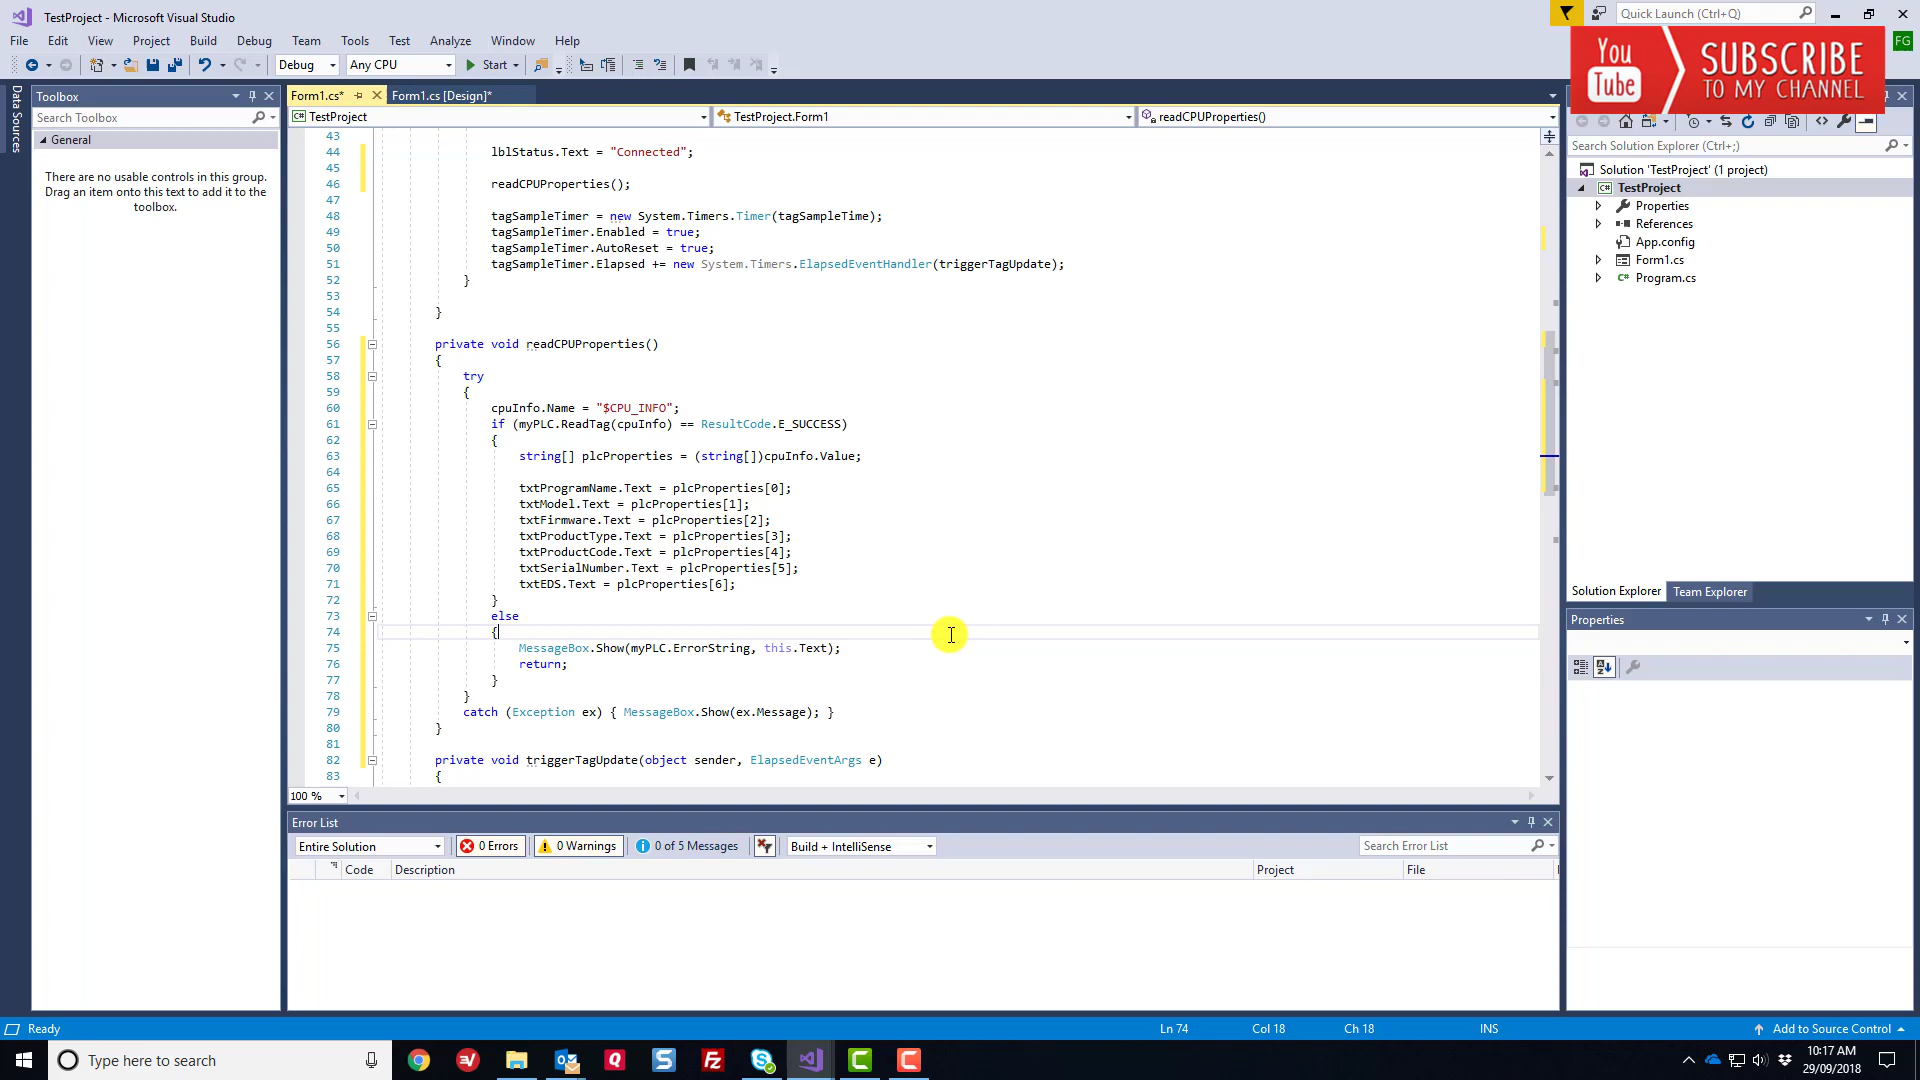 TestProject - Microsoft Visual Studio
Quick Launch (Ctrl+Q)
File Edit View Project Build Debug Team Tools Test Analyze Window Help
FG
You
Tube
SUBSCRIBE
TO MY CHANNEL
Debug Any CPU Start
Data Sources
Toolbox
Search Toolbox
General
There are no usable controls in this group.
Drag an item onto this text to add it to the
toolbox.
Form1.cs* Form1.cs [Design]*
TestProject TestProject.Form1 readCPUProperties()
43
44 lblStatus.Text = "Connected";
45
46 readCPUProperties();
47
48 tagSampleTimer = new System.Timers.Timer(tagSampleTime);
49 tagSampleTimer.Enabled = true;
50 tagSampleTimer.AutoReset = true;
51 tagSampleTimer.Elapsed += new System.Timers.ElapsedEventHandler(triggerTagUpdate);
52 }
53
54 }
55
56 private void readCPUProperties()
57 {
58 try
59 {
60 cpuInfo.Name = "$CPU_INFO";
61 if (myPLC.ReadTag(cpuInfo) == ResultCode.E_SUCCESS)
62 {
63 string[] plcProperties = (string[])cpuInfo.Value;
64
65 txtProgramName.Text = plcProperties[0];
66 txtModel.Text = plcProperties[1];
67 txtFirmware.Text = plcProperties[2];
68 txtProductType.Text = plcProperties[3];
69 txtProductCode.Text = plcProperties[4];
70 txtSerialNumber.Text = plcProperties[5];
71 txtEDS.Text = plcProperties[6];
72 }
73 else
74 {
75 MessageBox.Show(myPLC.ErrorString, this.Text);
76 return;
77 }
78 }
79 catch (Exception ex) { MessageBox.Show(ex.Message); }
80 }
81
82 private void triggerTagUpdate(object sender, ElapsedEventArgs e)
83 {
100 %
Search Solution Explorer (Ctrl+;)
Solution 'TestProject' (1 project)
TestProject
Properties
References
App.config
Form1.cs
Program.cs
Solution Explorer Team Explorer
Properties
Error List
Entire Solution 0 Errors 0 Warnings 0 of 5 Messages Build + IntelliSense Search Error List
Code Description Project File
Ready Ln 74 Col 18 Ch 18 INS Add to Source Control
Type here to search
10:17 AM
29/09/2018